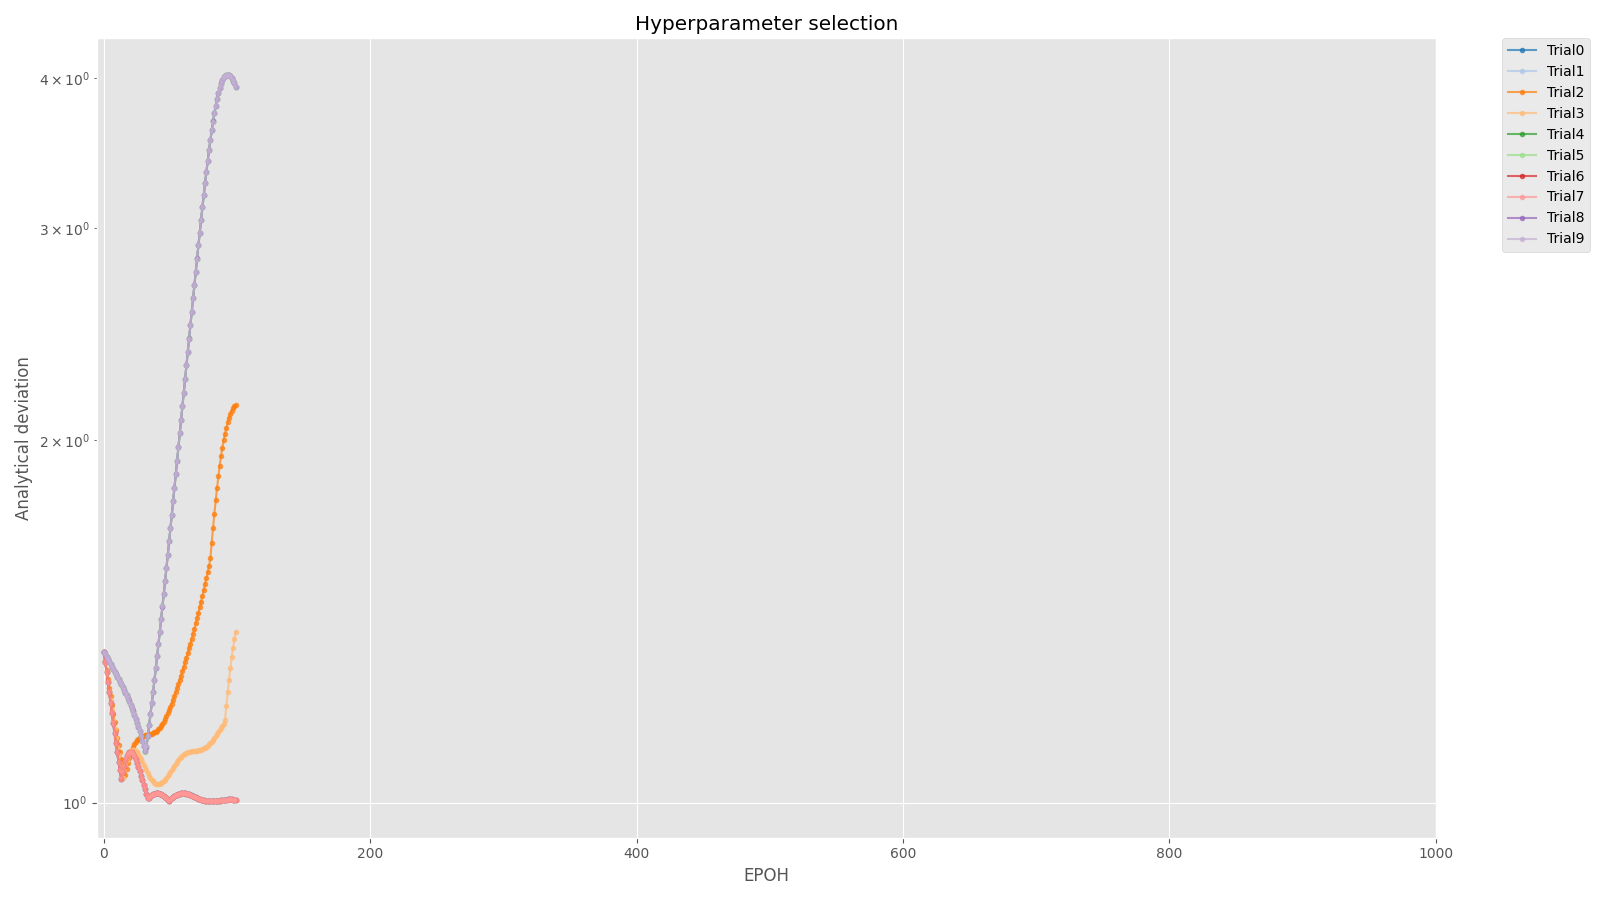 Hyperparameter selection
Trial0
Trial1
Trial2
Trial3
Trial4
Trial5
Trial6
Trial7
Trial8
Trial9
4 × 10⁰
3 × 10⁰
2 × 10⁰
10⁰
Analytical deviation
0 200 400 600 800 1000
EPOH